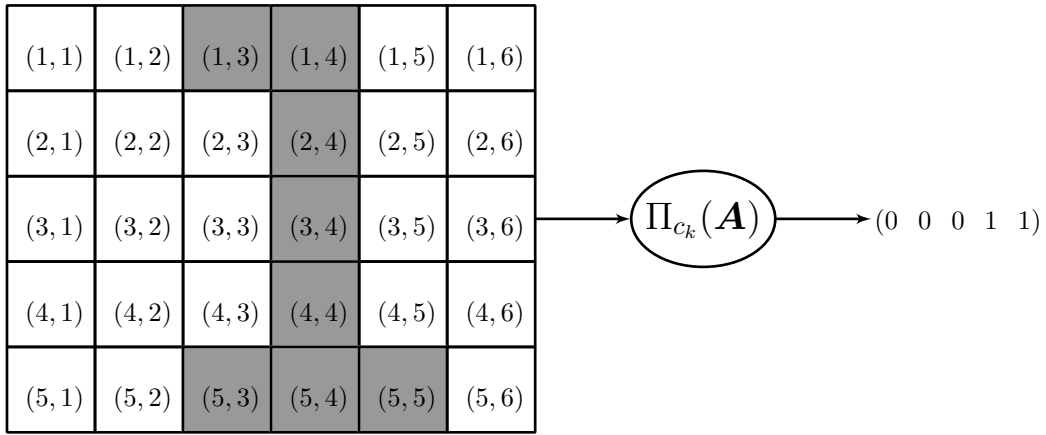 (1, 1) (1, 2) (1, 3) (1, 4) (1, 5) (1, 6)
(2, 1) (2, 2) (2, 3) (2, 4) (2, 5) (2, 6)
(3, 1) (3, 2) (3, 3) (3, 4) (3, 5) (3, 6)
(4, 1) (4, 2) (4, 3) (4, 4) (4, 5) (4, 6)
(5, 1) (5, 2) (5, 3) (5, 4) (5, 5) (5, 6)
Π_{c_k}(A)
(0 0 0 1 1)